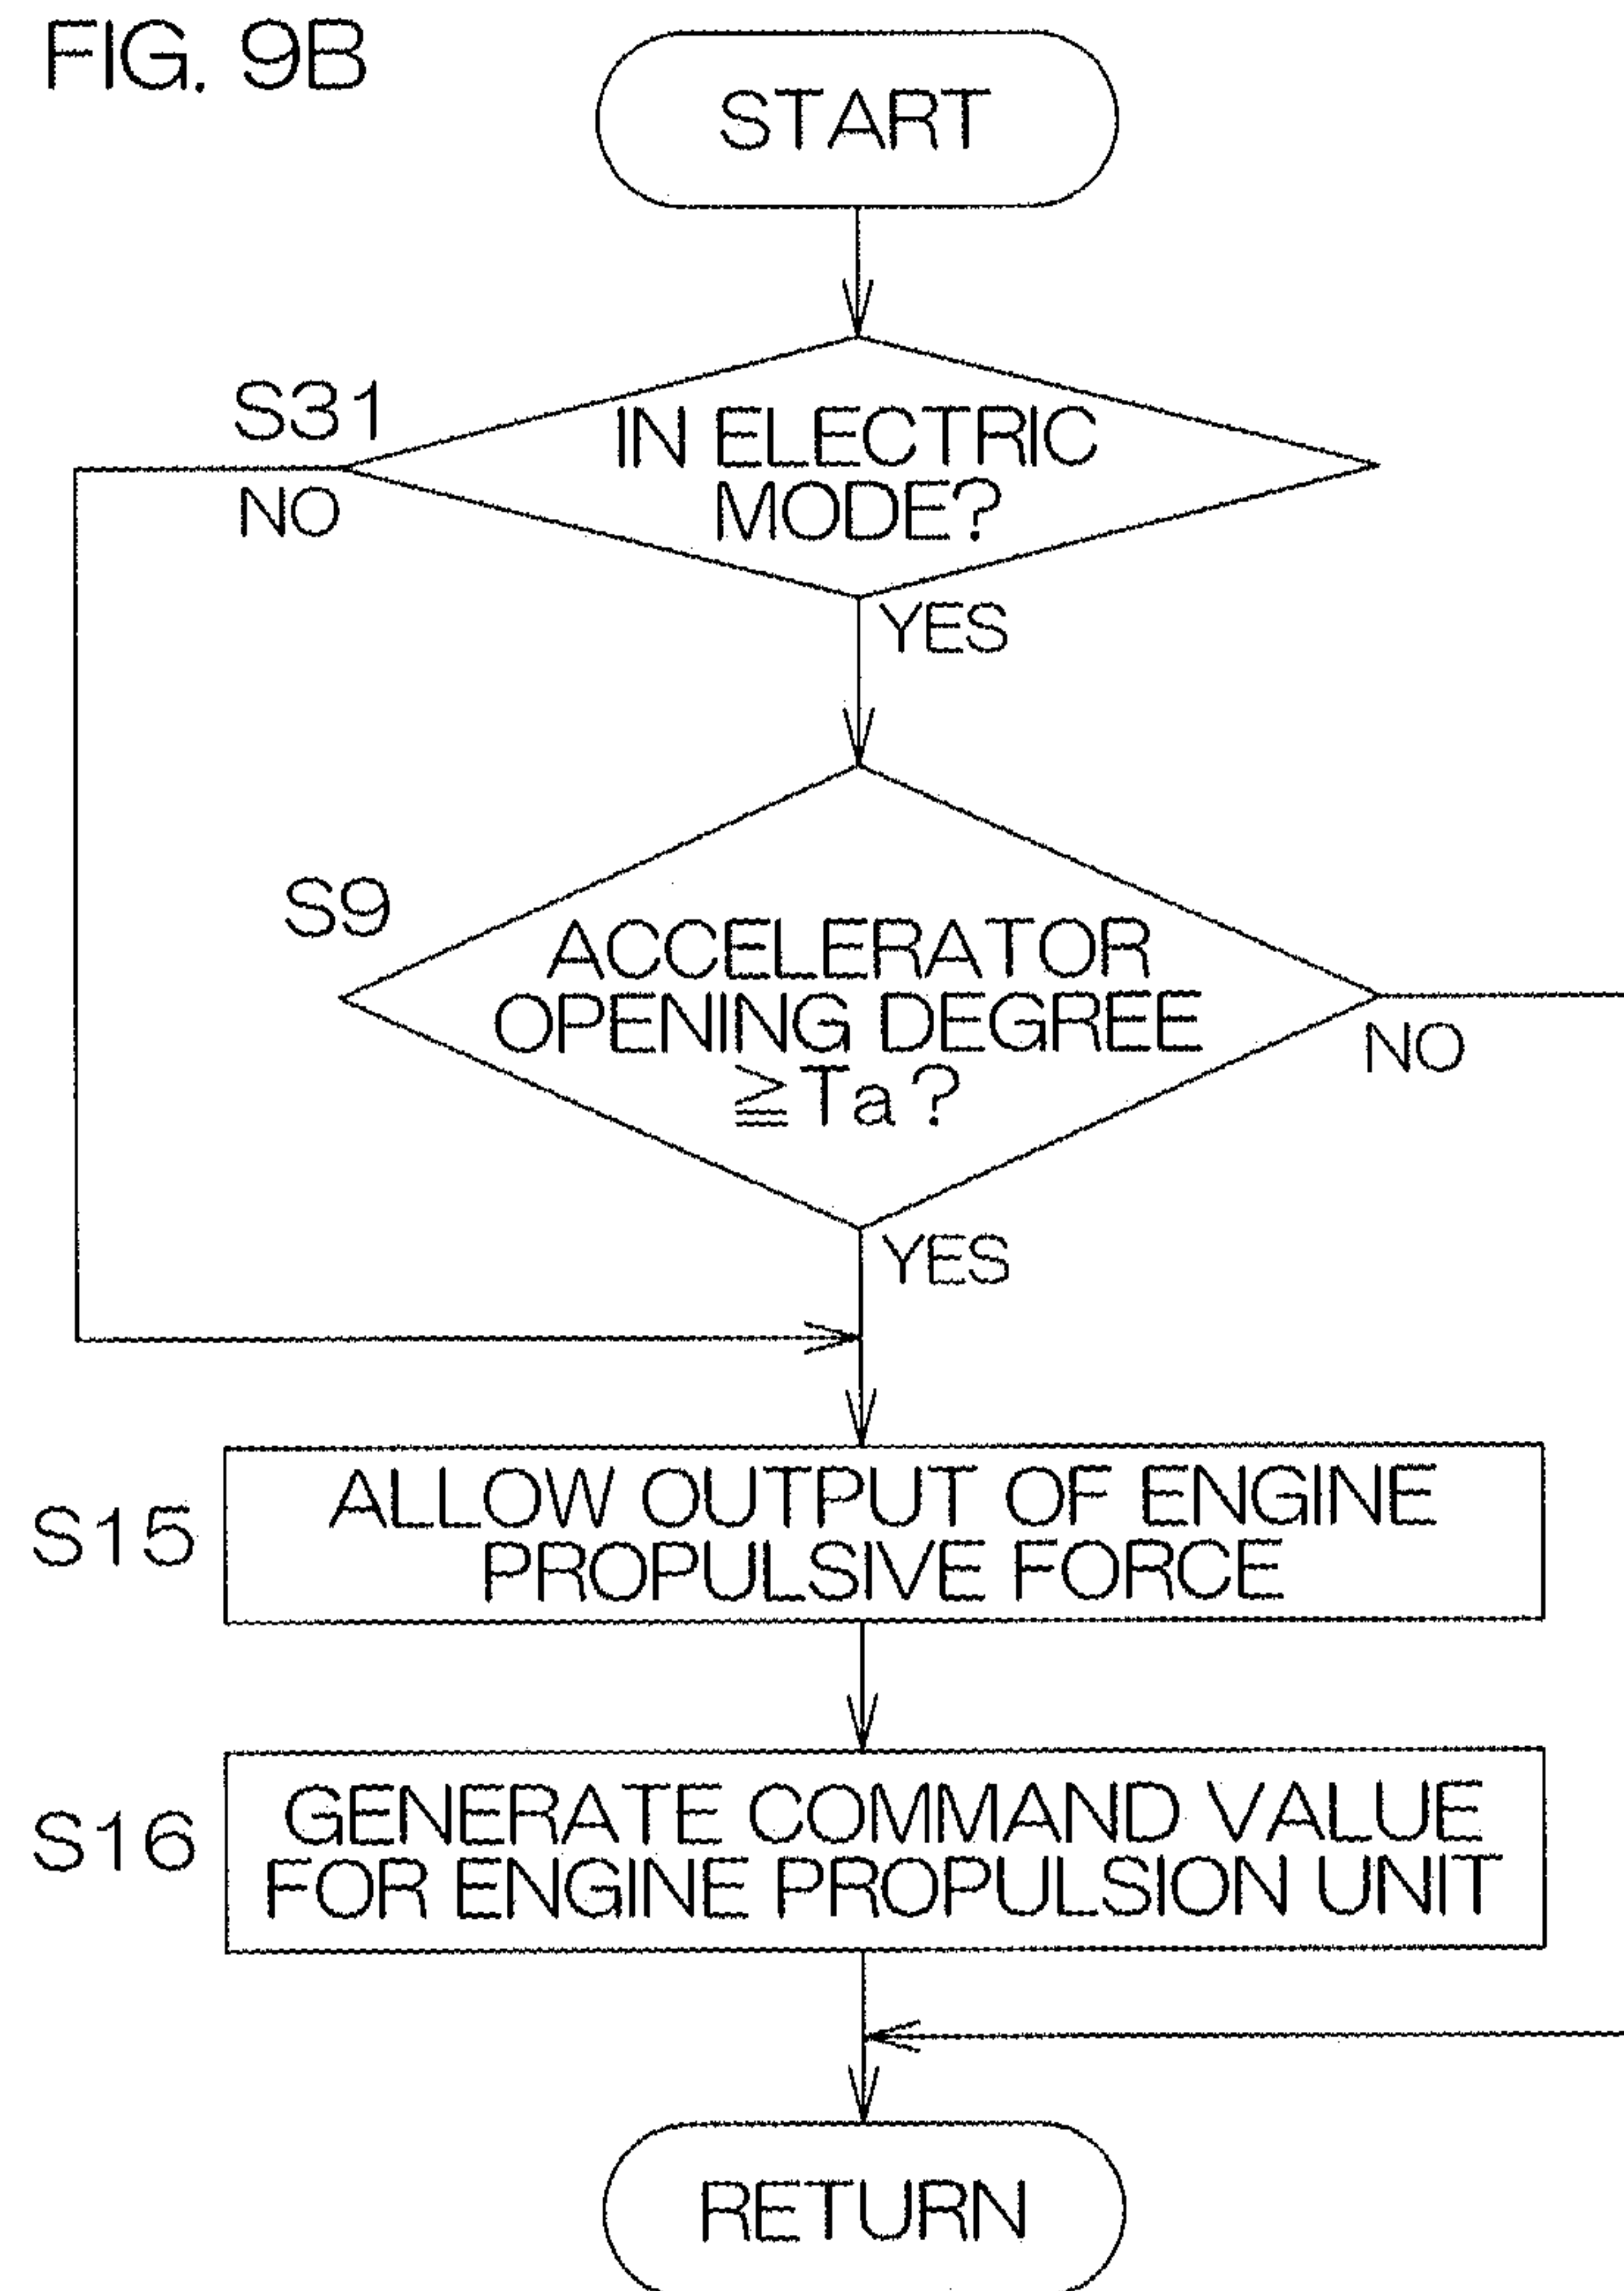 FIG. 9B
START
S31
IN ELECTRIC
MODE?
NO
YES
S9
ACCELERATOR
OPENING DEGREE
≧Ta?
NO
YES
S15
ALLOW OUTPUT OF ENGINE
PROPULSIVE FORCE
S16
GENERATE COMMAND VALUE
FOR ENGINE PROPULSION UNIT
RETURN